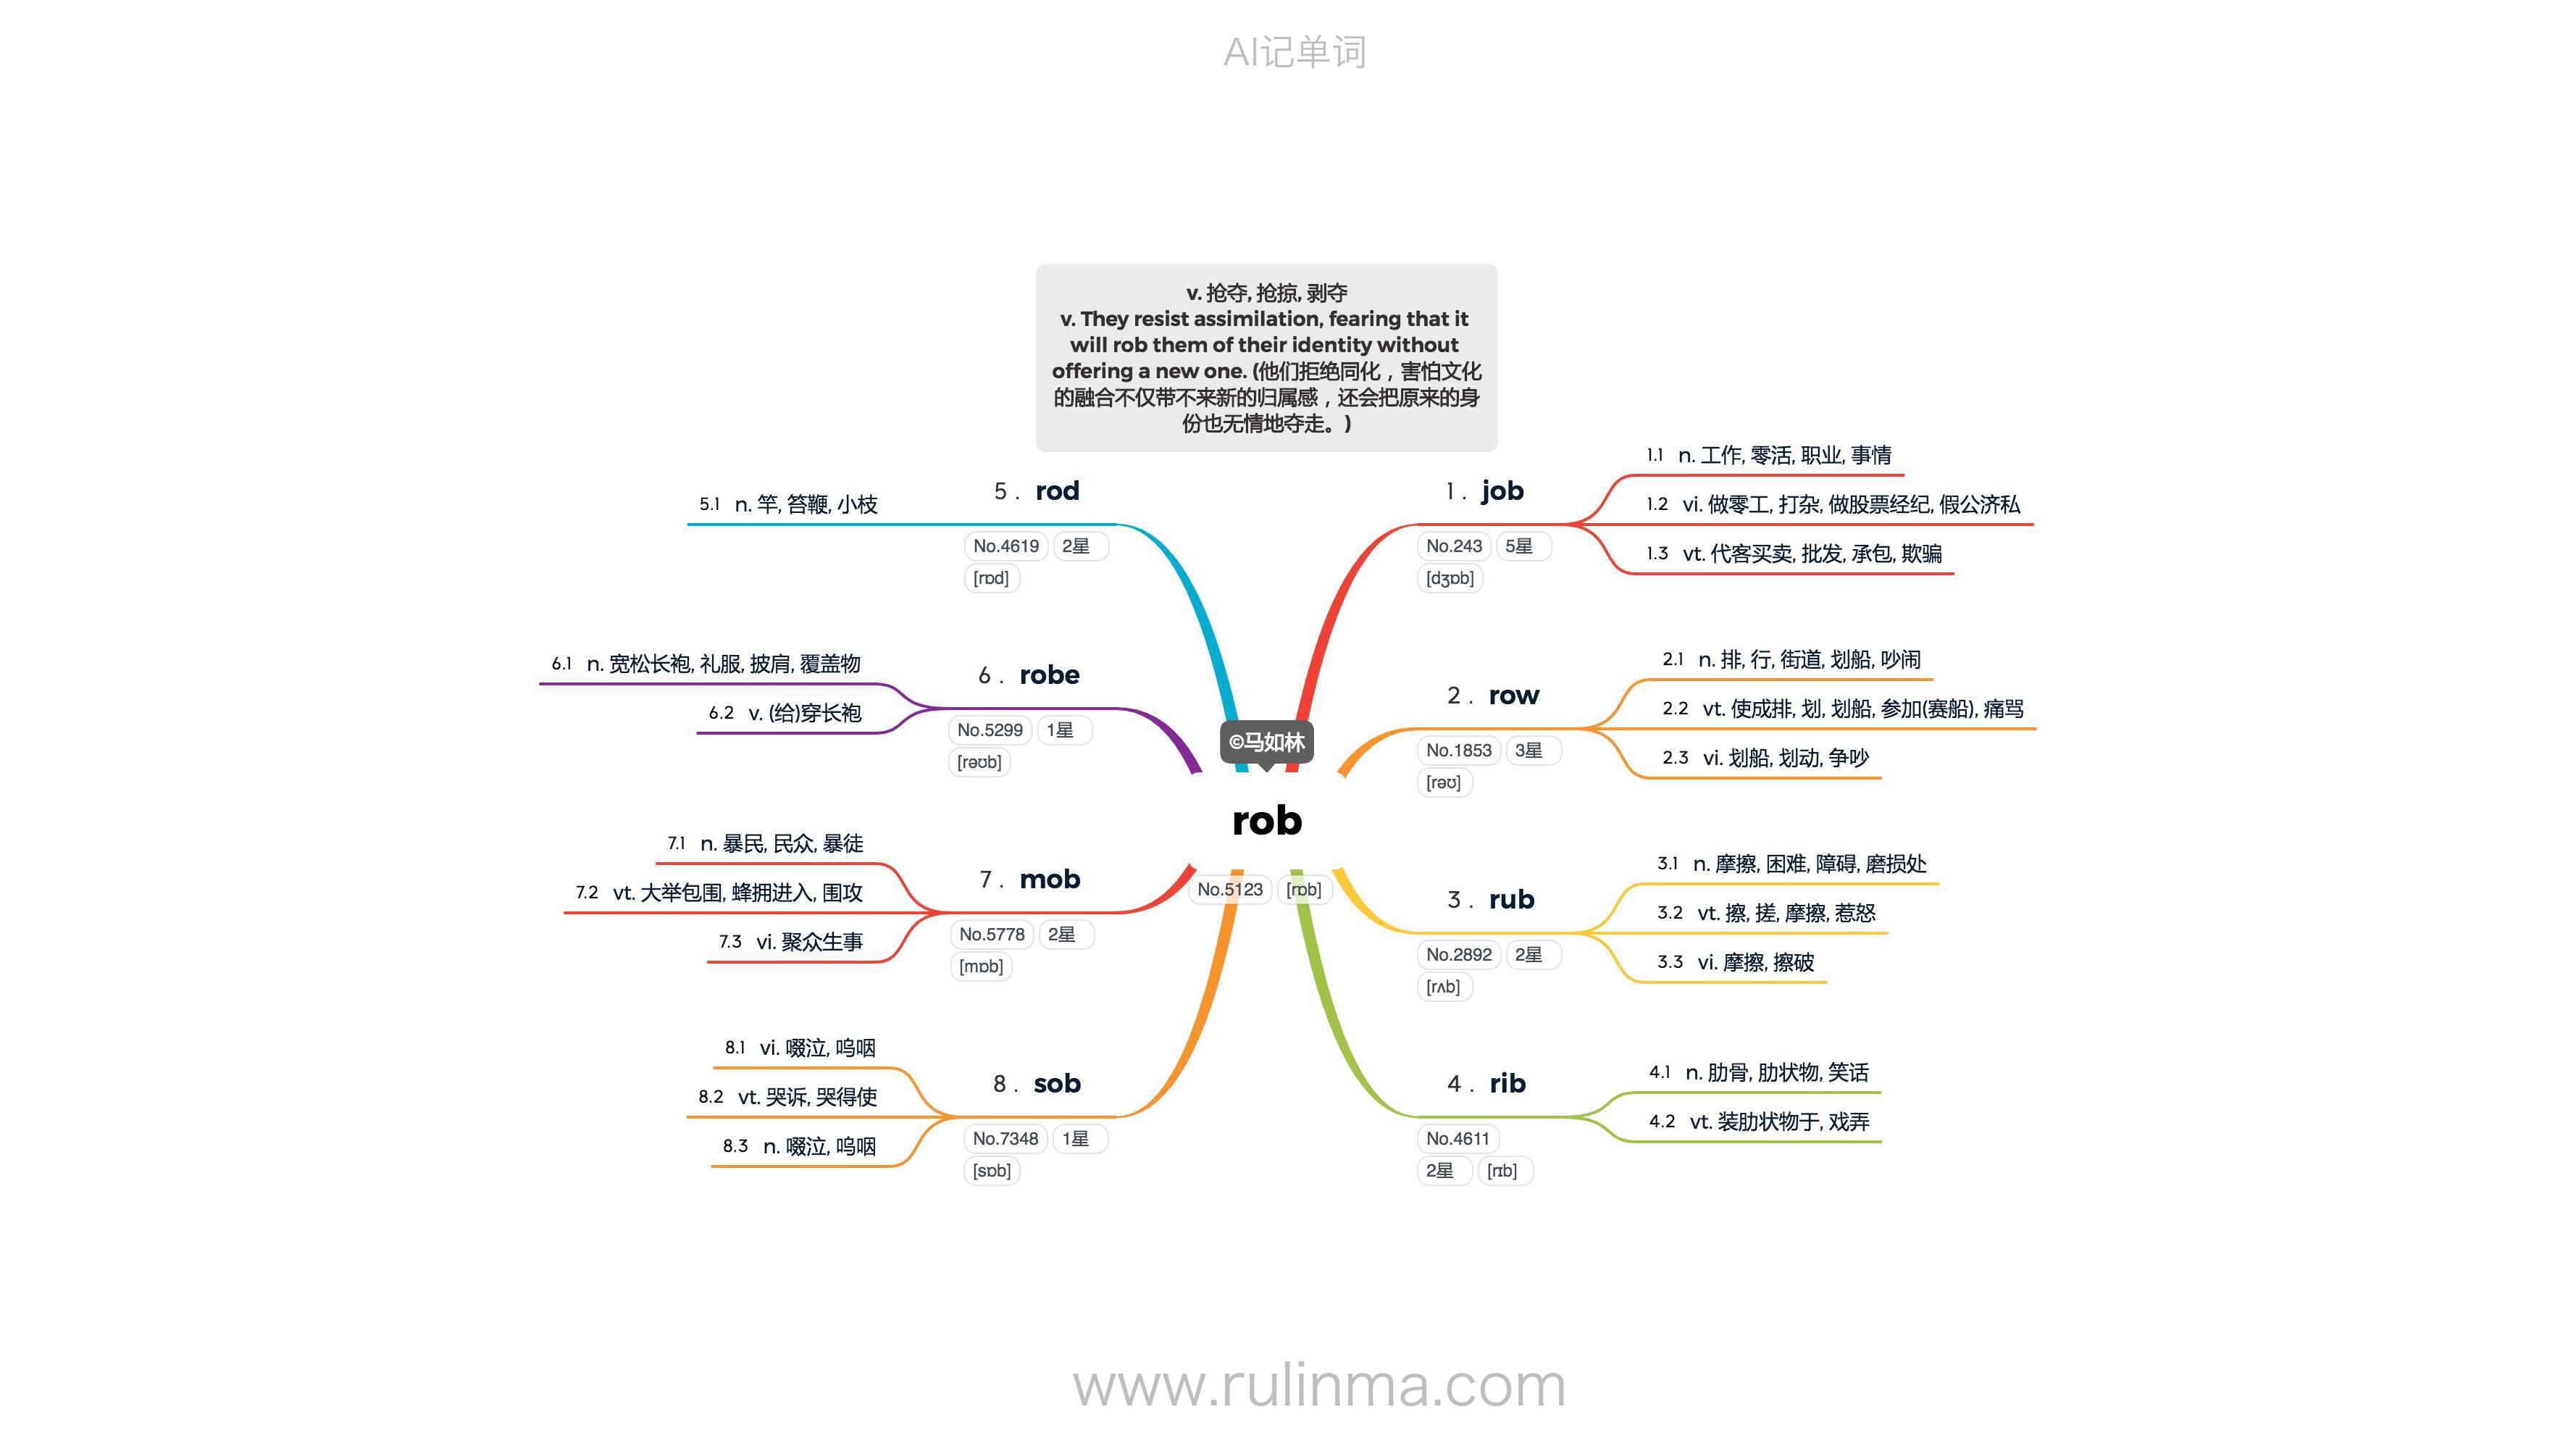 AI记单词
v. 抢夺, 抢掠, 剥夺
v. They resist assimilation, fearing that it
will rob them of their identity without
offering a new one. (他们拒绝同化，害怕文化
的融合不仅带不来新的归属感，还会把原来的身
份也无情地夺走。)
©马如林
rob
No.5123 [rɒb]
1 . job
No.243 5星
[dʒɒb]
1.1 n. 工作, 零活, 职业, 事情
1.2 vi. 做零工, 打杂, 做股票经纪, 假公济私
1.3 vt. 代客买卖, 批发, 承包, 欺骗
2 . row
No.1853 3星
[rəʊ]
2.1 n. 排, 行, 街道, 划船, 吵闹
2.2 vt. 使成排, 划, 划船, 参加(赛船), 痛骂
2.3 vi. 划船, 划动, 争吵
3 . rub
No.2892 2星
[rʌb]
3.1 n. 摩擦, 困难, 障碍, 磨损处
3.2 vt. 擦, 搓, 摩擦, 惹怒
3.3 vi. 摩擦, 擦破
4 . rib
No.4611
2星 [rɪb]
4.1 n. 肋骨, 肋状物, 笑话
4.2 vt. 装肋状物于, 戏弄
5 . rod
No.4619 2星
[rɒd]
5.1 n. 竿, 笞鞭, 小枝
6 . robe
No.5299 1星
[rəʊb]
6.1 n. 宽松长袍, 礼服, 披肩, 覆盖物
6.2 v. (给)穿长袍
7 . mob
No.5778 2星
[mɒb]
7.1 n. 暴民, 民众, 暴徒
7.2 vt. 大举包围, 蜂拥进入, 围攻
7.3 vi. 聚众生事
8 . sob
No.7348 1星
[sɒb]
8.1 vi. 啜泣, 呜咽
8.2 vt. 哭诉, 哭得使
8.3 n. 啜泣, 呜咽
www.rulinma.com